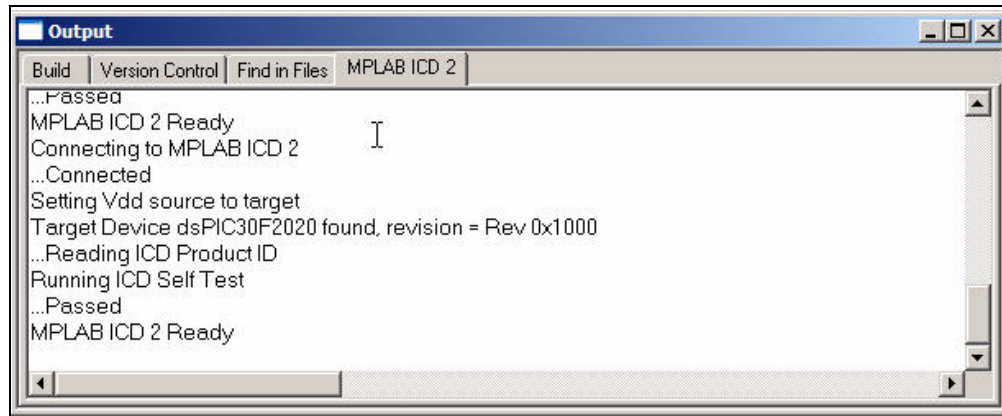 Output
Build Version Control Find in Files MPLAB ICD 2
...Passed
MPLAB ICD 2 Ready
Connecting to MPLAB ICD 2
...Connected
Setting Vdd source to target
Target Device dsPIC30F2020 found, revision = Rev 0x1000
...Reading ICD Product ID
Running ICD Self Test
...Passed
MPLAB ICD 2 Ready